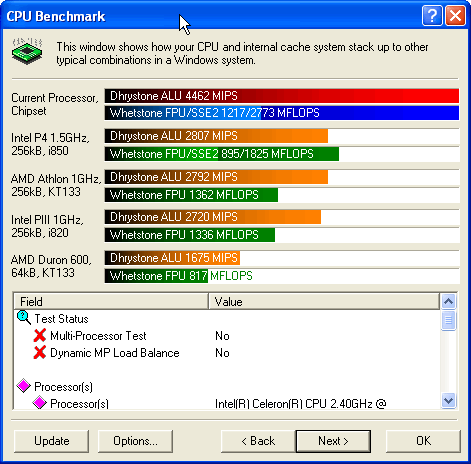 CPU Benchmark
This window shows how your CPU and internal cache system stack up to other
typical combinations in a Windows system.
Current Processor, Dhrystone ALU 4462 MIPS
Chipset Whetstone FPU/SSE2 1217/2773 MFLOPS
Intel P4 1.5GHz, Dhrystone ALU 2807 MIPS
256kB, i850 Whetstone FPU/SSE2 895/1825 MFLOPS
AMD Athlon 1GHz, Dhrystone ALU 2792 MIPS
256kB, KT133 Whetstone FPU 1362 MFLOPS
Intel PIII 1GHz, Dhrystone ALU 2720 MIPS
256kB, i820 Whetstone FPU 1336 MFLOPS
AMD Duron 600, Dhrystone ALU 1675 MIPS
64kB, KT133 Whetstone FPU 817 MFLOPS
Field Value
Test Status
Multi-Processor Test No
Dynamic MP Load Balance No
Processor(s)
Processor(s) Intel(R) Celeron(R) CPU 2.40GHz @
Update Options... < Back Next > OK